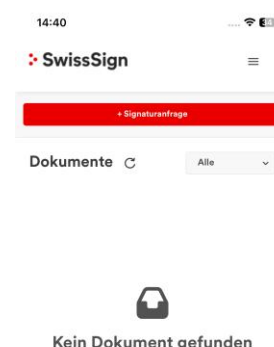 14:40
SwissSign
+ Signaturanfrage
Dokumente
Alle
Kein Dokument gefunden